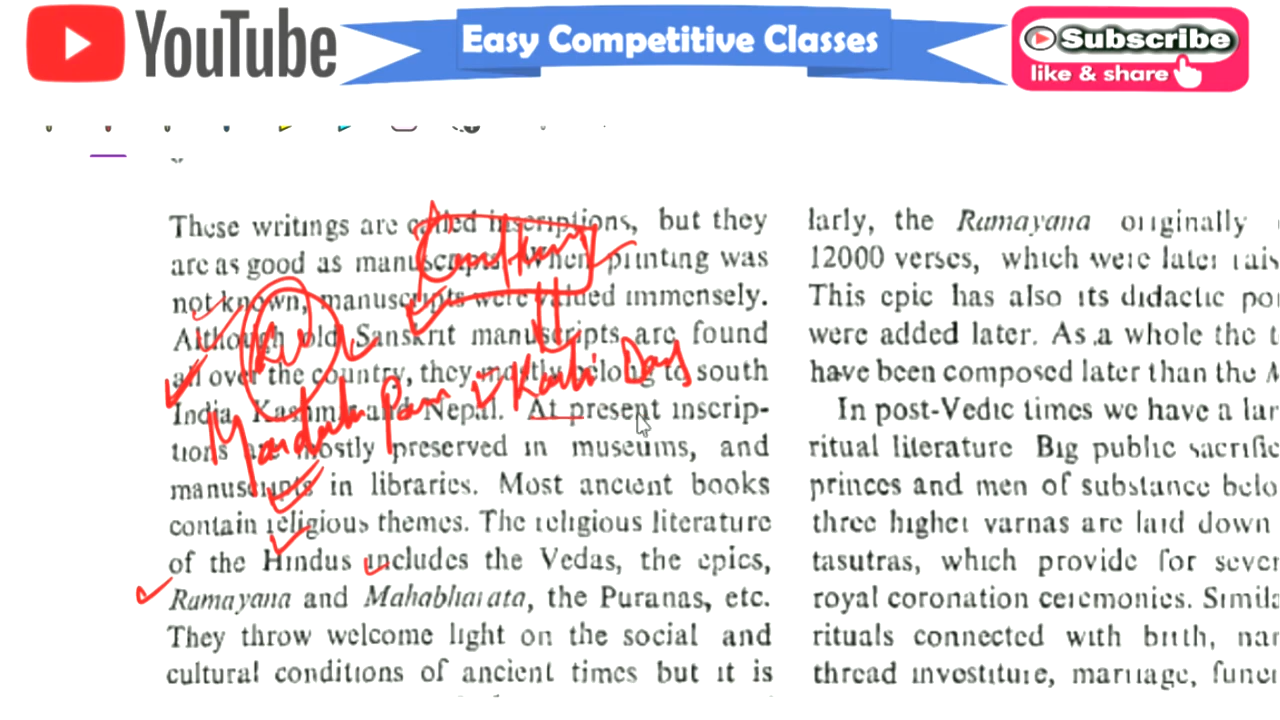 YouTube
Easy Competitive Classes
Subscribe
like & share
These writings are called inscriptions, but they
are as good as manuscripts. When printing was
not known, manuscripts were valued immensely.
Although old Sanskrit manuscripts are found
all over the country, they mostly belong to south
India, Kashmir and Nepal. At present inscrip-
tions are mostly preserved in museums, and
manuscripts in libraries. Most ancient books
contain religious themes. The religious literature
of the Hindus includes the Vedas, the epics,
Ramayana and Mahabharata, the Puranas, etc.
They throw welcome light on the social and
cultural conditions of ancient times but it is
larly, the Ramayana originally
12000 verses, which were later rais
This epic has also its didactic por
were added later. As a whole the
have been composed later than the
In post-Vedic times we have a lar
ritual literature Big public sacrific
princes and men of substance belo
three higher varnas are laid down
tasutras, which provide for sever
royal coronation ceremonies. Simila
rituals connected with birth, nam
thread investiture, marriage, funer
Das